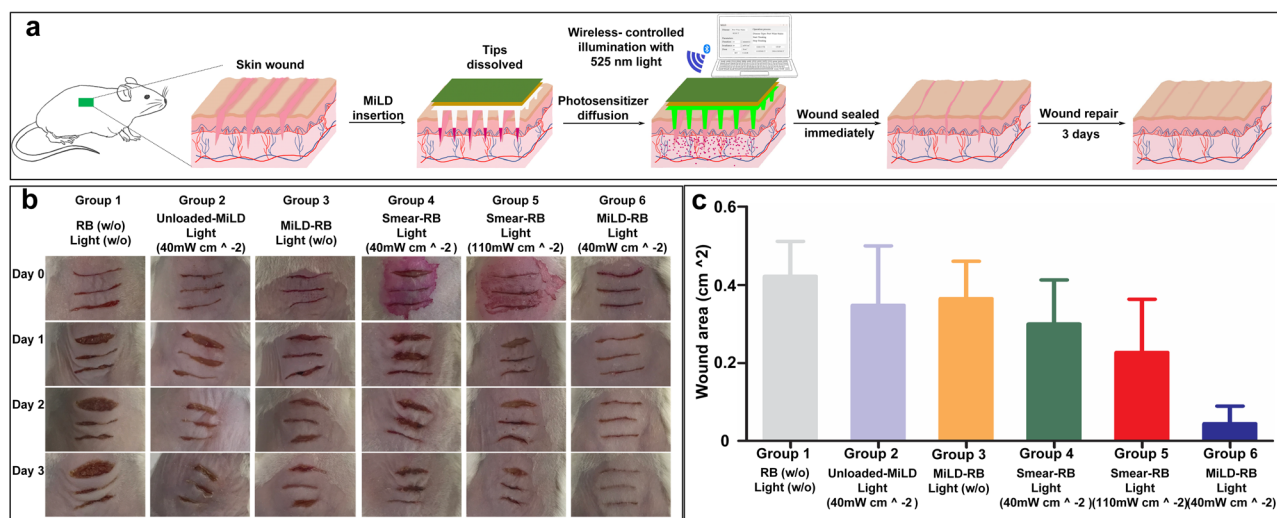 a
Skin wound
MiLD
insertion
Tips
dissolved
Photosensitizer
diffusion
Wireless- controlled
illumination with
525 nm light
Wound sealed
immediately
Wound repair
3 days
b
Group 1
RB (w/o)
Light (w/o)
Group 2
Unloaded-MiLD
Light
(40mW cm ^ -2)
Group 3
MiLD-RB
Light (w/o)
Group 4
Smear-RB
Light
(40mW cm ^ -2 )
Group 5
Smear-RB
Light
(110mW cm ^ -2)
Group 6
MiLD-RB
Light
(40mW cm ^ -2)
Day 0
Day 1
Day 2
Day 3
c
Wound area (cm ^2)
0.6
0.4
0.2
0
Group 1
RB (w/o)
Light (w/o)
Group 2
Unloaded-MiLD
Light
(40mW cm ^ -2 )
Group 3
MiLD-RB
Light (w/o)
Group 4
Smear-RB
Light
(40mW cm ^ -2 )
Group 5
Smear-RB
Light
(110mW cm ^ -2)
Group 6
MiLD-RB
Light
(40mW cm ^ -2)